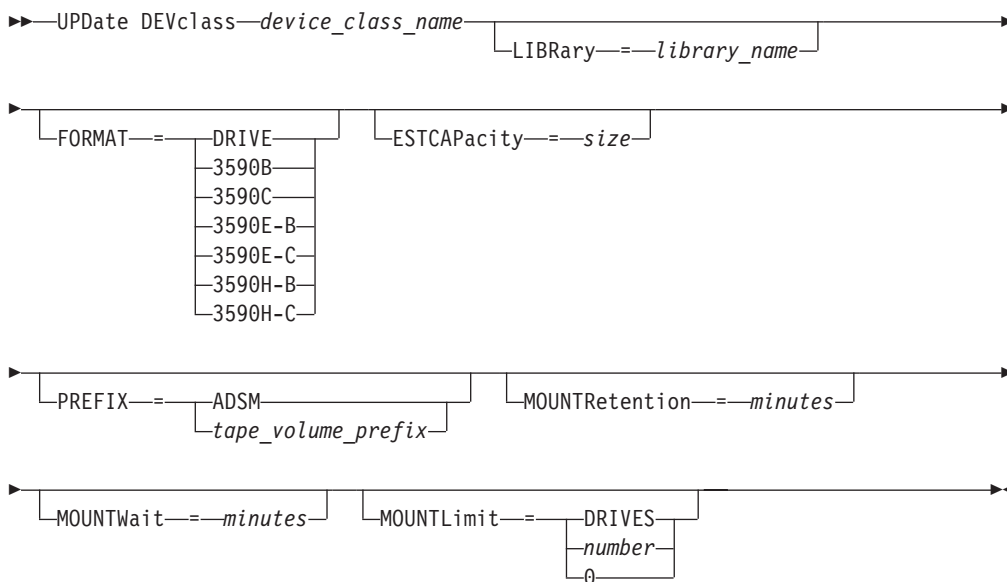 UPDate DEVclass device_class_name
LIBRary = library_name
FORMAT = DRIVE
3590B
3590C
3590E-B
3590E-C
3590H-B
3590H-C
ESTCAPacity = size
PREFIX = ADSM
tape_volume_prefix
MOUNTRetention = minutes
MOUNTWait = minutes
MOUNTLimit = DRIVES
number
0